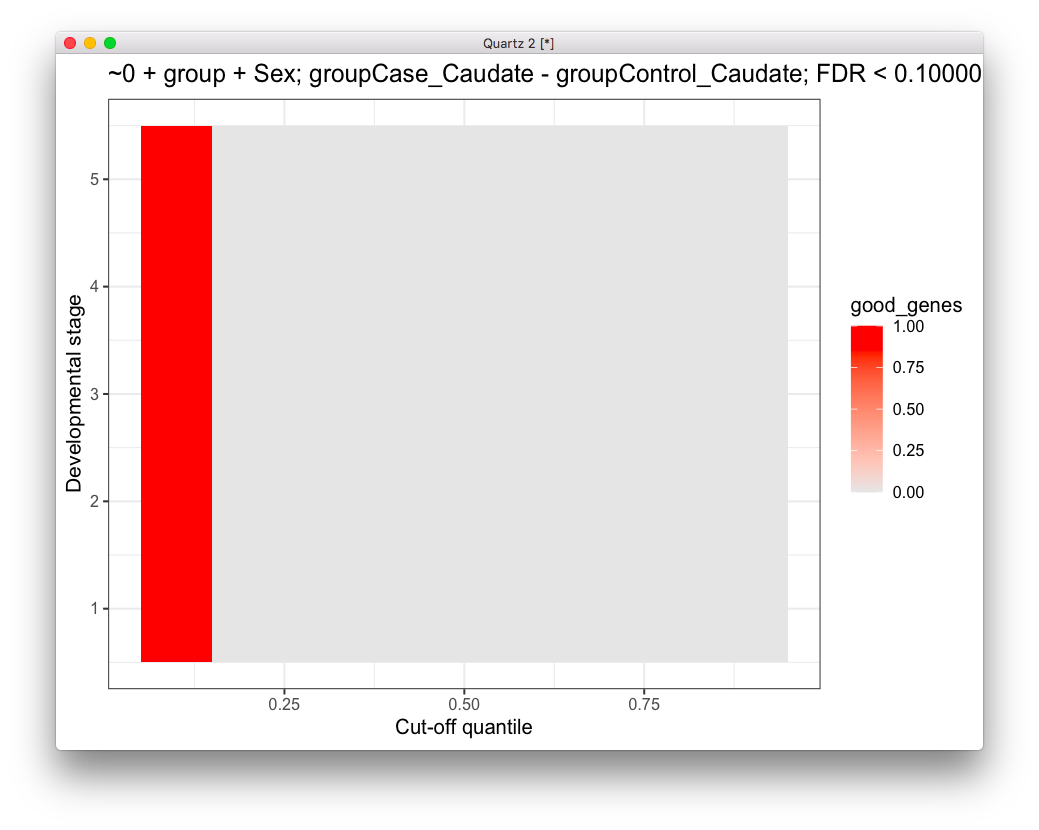 Quartz 2 [*]
~0 + group + Sex; groupCase_Caudate - groupControl_Caudate; FDR < 0.10000
5
4
3
2
1
Developmental stage
0.25 0.50 0.75
Cut-off quantile
good_genes
1.00
0.75
0.50
0.25
0.00